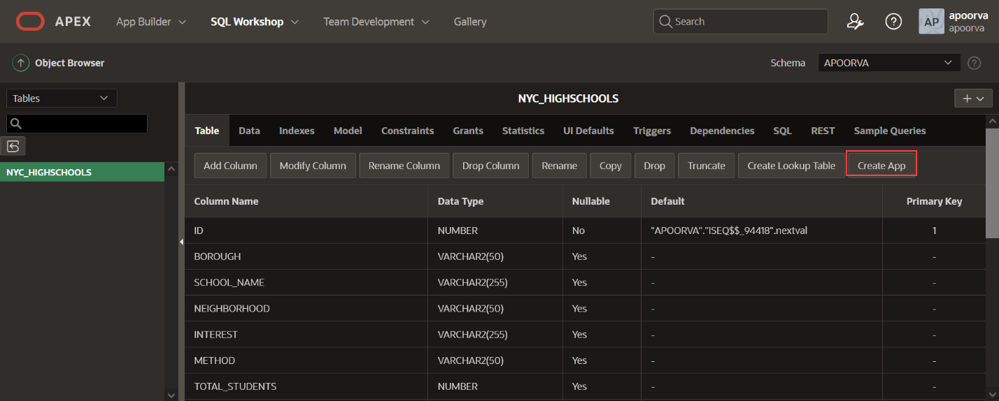 APEX App Builder SQL Workshop Team Development Gallery Search AP apoorva
apoorva
Object Browser Schema APOORVA
Tables NYC_HIGHSCHOOLS
Table Data Indexes Model Constraints Grants Statistics UI Defaults Triggers Dependencies SQL REST Sample Queries
Add Column Modify Column Rename Column Drop Column Rename Copy Drop Truncate Create Lookup Table Create App
NYC_HIGHSCHOOLS
Column Name Data Type Nullable Default Primary Key
ID NUMBER No "APOORVA"."ISEQ$$_94418".nextval 1
BOROUGH VARCHAR2(50) Yes - -
SCHOOL_NAME VARCHAR2(255) Yes - -
NEIGHBORHOOD VARCHAR2(50) Yes - -
INTEREST VARCHAR2(255) Yes - -
METHOD VARCHAR2(50) Yes - -
TOTAL_STUDENTS NUMBER Yes - -